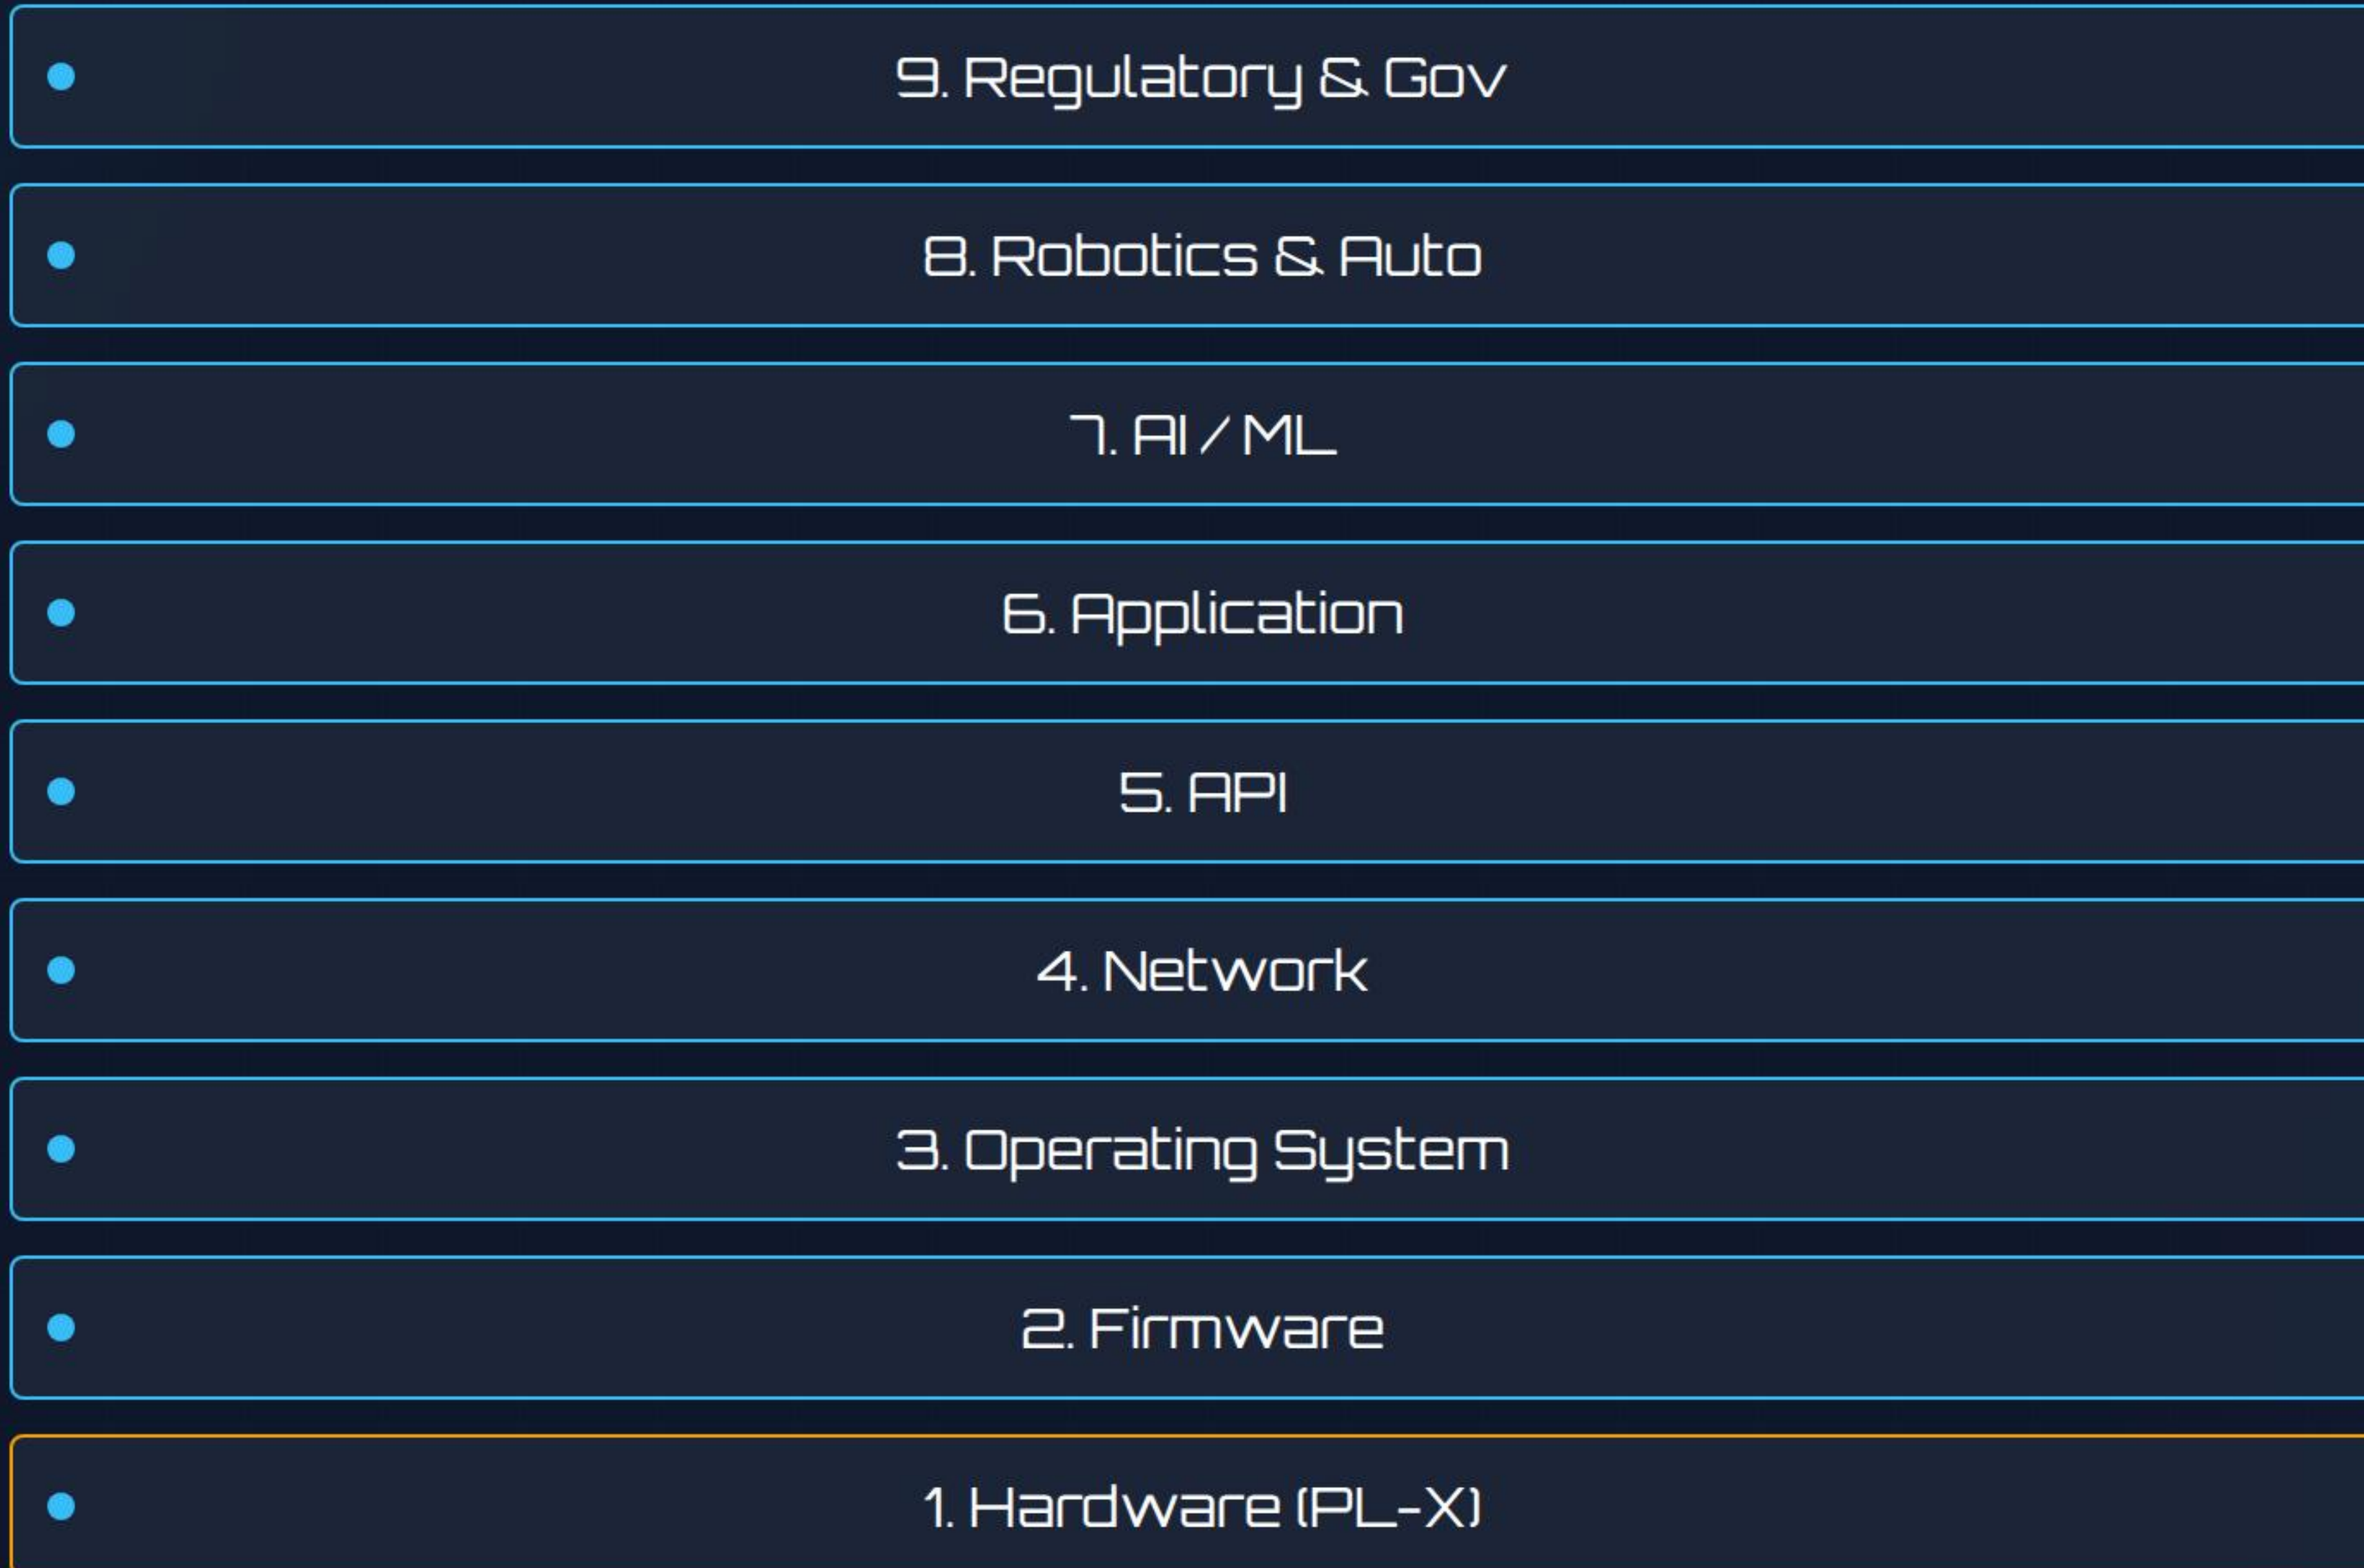 9. Regulatory & Gov
8. Robotics & Auto
7. AI / ML
6. Application
5. API
4. Network
3. Operating System
2. Firmware
1. Hardware (PL-X)